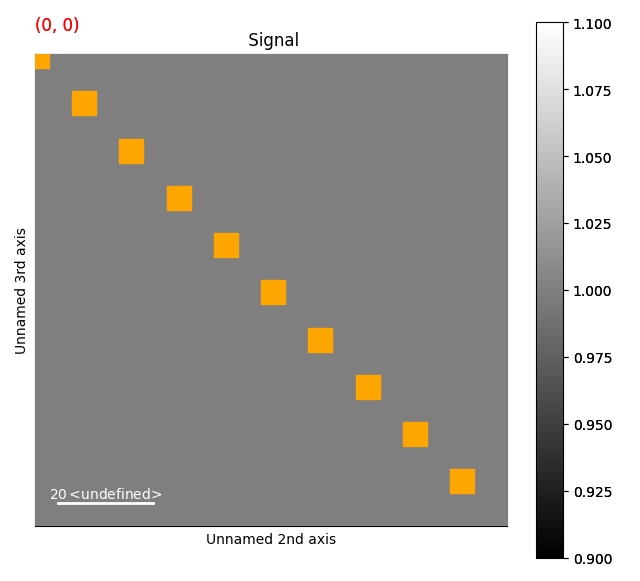 (0, 0)
Signal
Unnamed 3rd axis
20 <undefined>
Unnamed 2nd axis
1.100
1.075
1.050
1.025
1.000
0.975
0.950
0.925
0.900